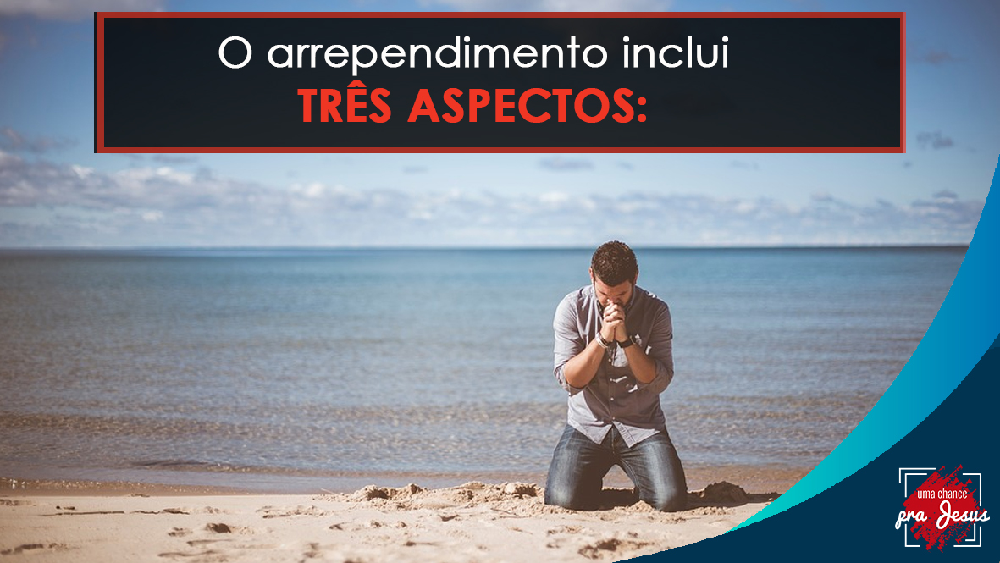 O arrependimento inclui
TRÊS ASPECTOS:
uma chance
pra Jesus